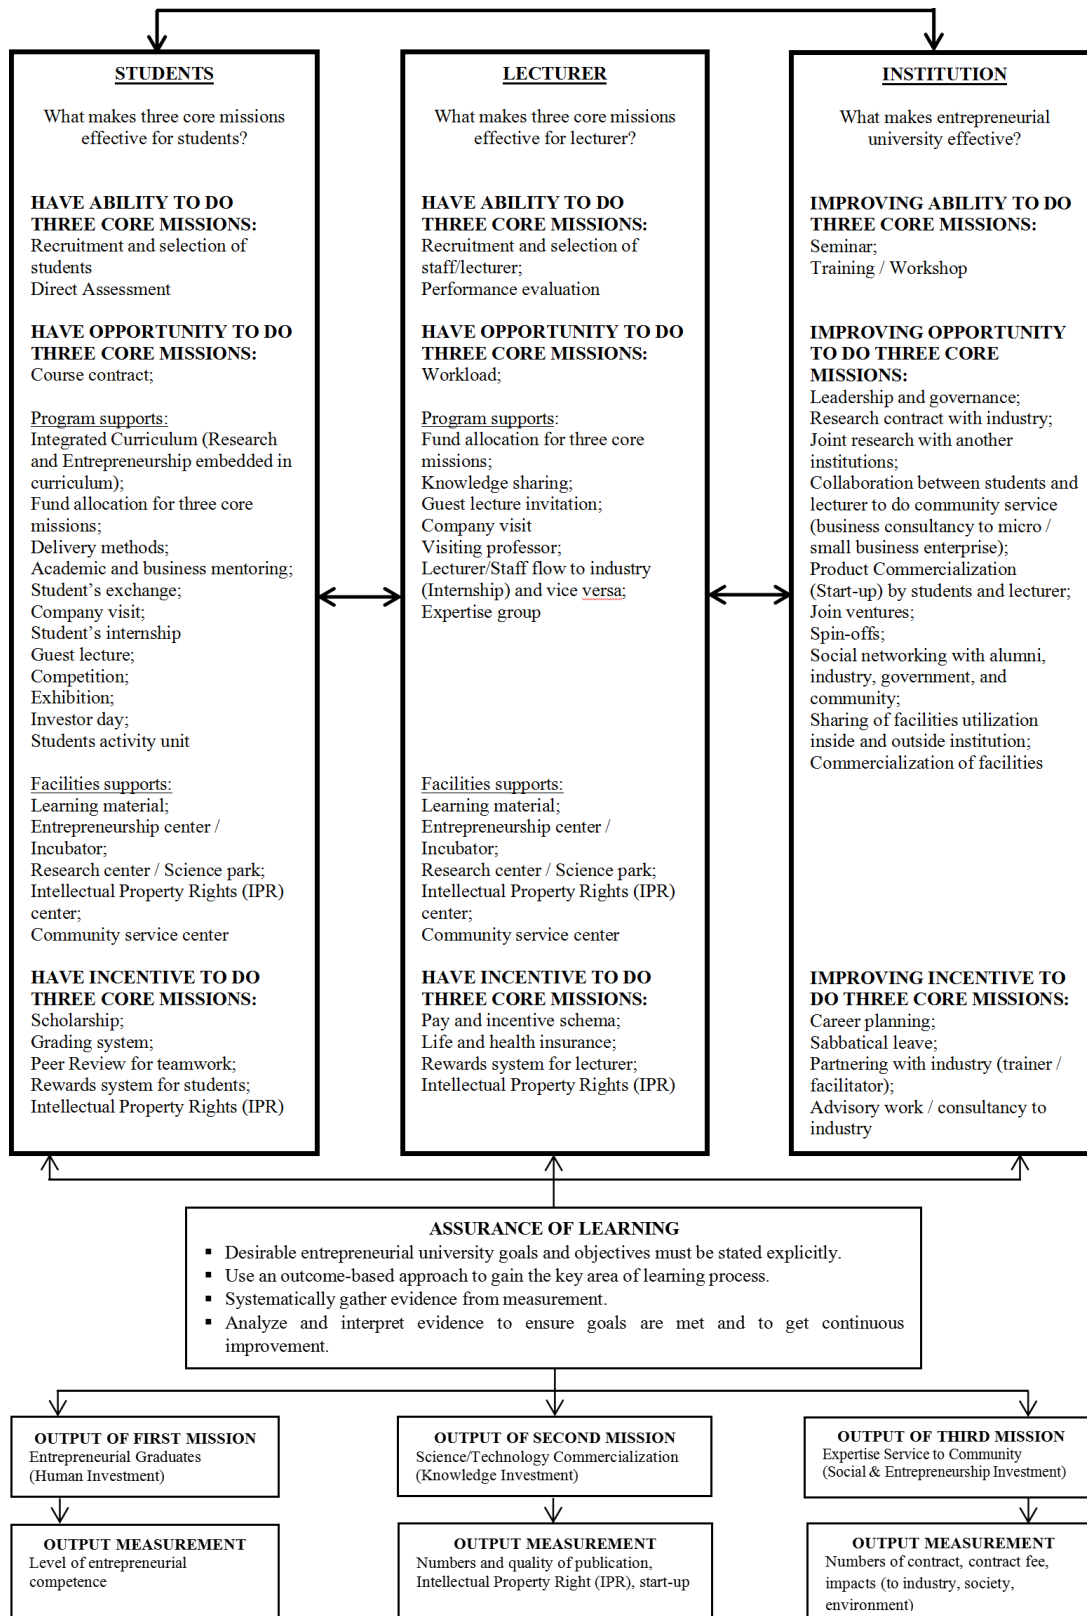 STUDENTS
What makes three core missions
effective for students?
HAVE ABILITY TO DO
THREE CORE MISSIONS:
Recruitment and selection of
students
Direct Assessment
HAVE OPPORTUNITY TO DO
THREE CORE MISSIONS:
Course contract;
Program supports:
Integrated Curriculum (Research
and Entrepreneurship embedded in
curriculum);
Fund allocation for three core
missions;
Delivery methods;
Academic and business mentoring;
Student's exchange;
Company visit;
Student's internship
Guest lecture;
Competition;
Exhibition;
Investor day;
Students activity unit
Facilities supports:
Learning material;
Entrepreneurship center /
Incubator;
Research center / Science park;
Intellectual Property Rights (IPR)
center;
Community service center
HAVE INCENTIVE TO DO
THREE CORE MISSIONS:
Scholarship;
Grading system;
Peer Review for teamwork;
Rewards system for students;
Intellectual Property Rights (IPR)
LECTURER
What makes three core missions
effective for lecturer?
HAVE ABILITY TO DO
THREE CORE MISSIONS:
Recruitment and selection of
staff/lecturer;
Performance evaluation
HAVE OPPORTUNITY TO DO
THREE CORE MISSIONS:
Workload;
Program supports:
Fund allocation for three core
missions;
Knowledge sharing;
Guest lecture invitation;
Company visit
Visiting professor;
Lecturer/Staff flow to industry
(Internship) and vice versa;
Expertise group
Facilities supports:
Learning material;
Entrepreneurship center /
Incubator;
Research center / Science park;
Intellectual Property Rights (IPR)
center;
Community service center
HAVE INCENTIVE TO DO
THREE CORE MISSIONS:
Pay and incentive schema;
Life and health insurance;
Rewards system for lecturer;
Intellectual Property Rights (IPR)
INSTITUTION
What makes entrepreneurial
university effective?
IMPROVING ABILITY TO DO
THREE CORE MISSIONS:
Seminar;
Training / Workshop
IMPROVING OPPORTUNITY
TO DO THREE CORE
MISSIONS:
Leadership and governance;
Research contract with industry;
Joint research with another
institutions;
Collaboration between students and
lecturer to do community service
(business consultancy to micro /
small business enterprise);
Product Commercialization
(Start-up) by students and lecturer;
Join ventures;
Spin-offs;
Social networking with alumni,
industry, government, and
community;
Sharing of facilities utilization
inside and outside institution;
Commercialization of facilities
IMPROVING INCENTIVE TO
DO THREE CORE MISSIONS:
Career planning;
Sabbatical leave;
Partnering with industry (trainer /
facilitator);
Advisory work / consultancy to
industry
ASSURANCE OF LEARNING
▪ Desirable entrepreneurial university goals and objectives must be stated explicitly.
▪ Use an outcome-based approach to gain the key area of learning process.
▪ Systematically gather evidence from measurement.
▪ Analyze and interpret evidence to ensure goals are met and to get continuous
improvement.
OUTPUT OF FIRST MISSION
Entrepreneurial Graduates
(Human Investment)
OUTPUT OF SECOND MISSION
Science/Technology Commercialization
(Knowledge Investment)
OUTPUT OF THIRD MISSION
Expertise Service to Community
(Social & Entrepreneurship Investment)
OUTPUT MEASUREMENT
Level of entrepreneurial
competence
OUTPUT MEASUREMENT
Numbers and quality of publication,
Intellectual Property Right (IPR), start-up
OUTPUT MEASUREMENT
Numbers of contract, contract fee,
impacts (to industry, society,
environment)